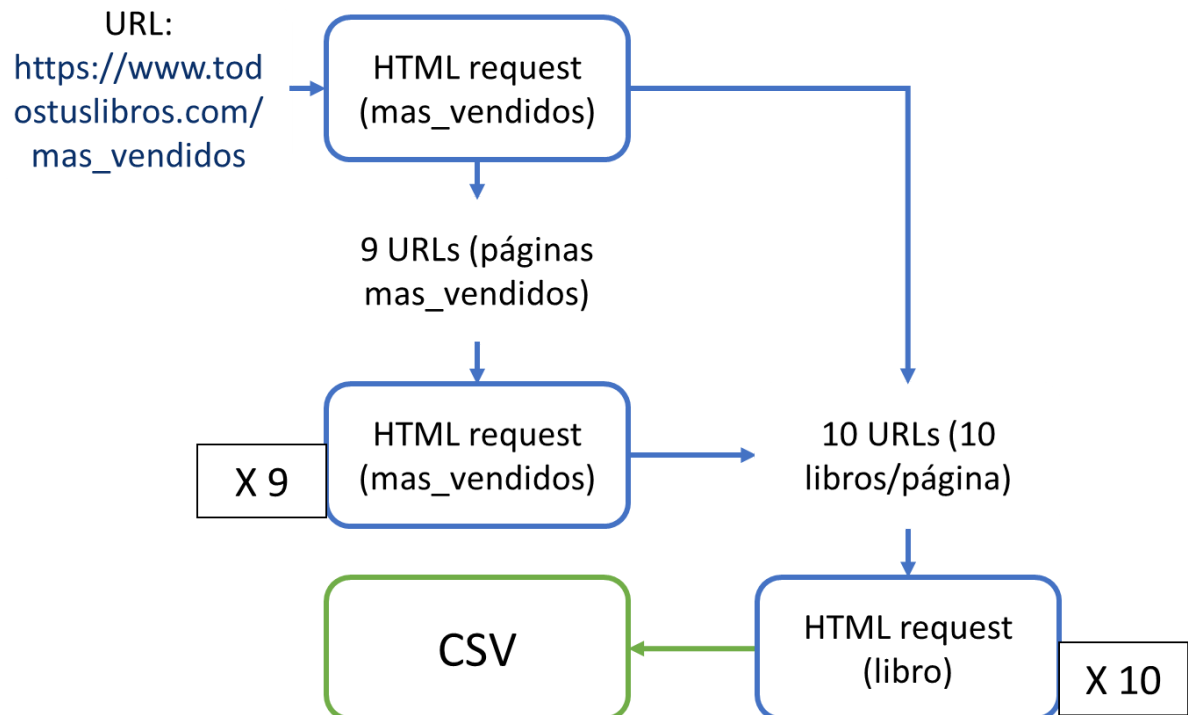 URL:
https://www.tod
ostuslibros.com/
mas_vendidos
HTML request
(mas_vendidos)
9 URLs (páginas
mas_vendidos)
HTML request
(mas_vendidos)
X 9
10 URLs (10
libros/página)
CSV
HTML request
(libro)
X 10